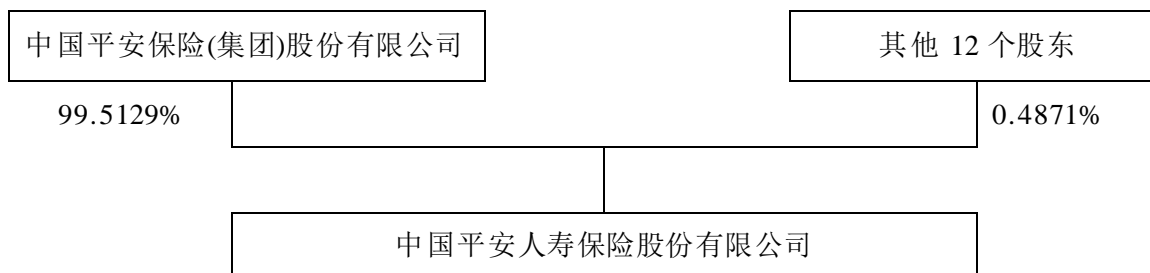 中国平安保险(集团)股份有限公司
其他 12 个股东
99.5129%
0.4871%
中国平安人寿保险股份有限公司